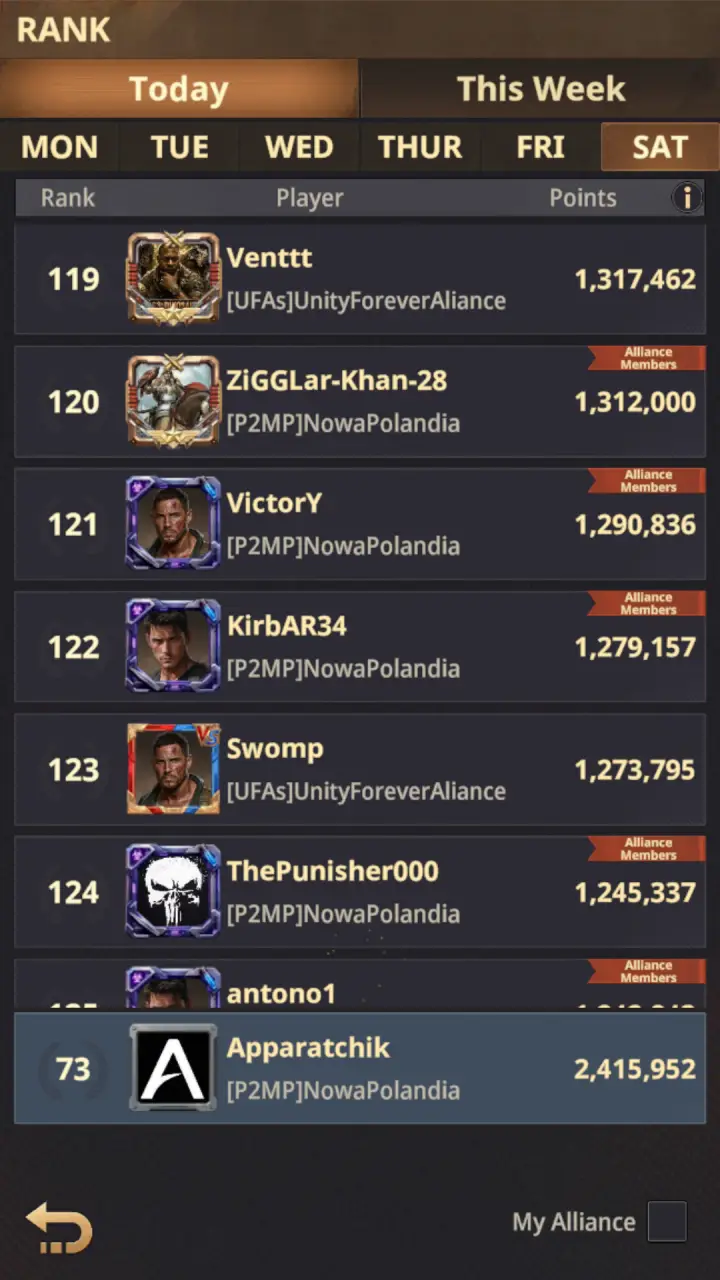 RANK
Today
This Week
MON
TUE
WED
THUR
FRI
SAT
Rank
Player
Points
i
119
Venttt
[UFAs]UnityForeverAlliance
1,317,462
120
ZiGGLar-Khan-28
[P2MP]NowaPolandia
Alliance
Members
1,312,000
121
VictorY
[P2MP]NowaPolandia
Alliance
Members
1,290,836
122
KirbAR34
[P2MP]NowaPolandia
Alliance
Members
1,279,157
123
VS
Swomp
[UFAs]UnityForeverAlliance
1,273,795
124
ThePunisher000
[P2MP]NowaPolandia
Alliance
Members
1,245,337
antono1
Alliance
Members
73
A
Apparatchik
[P2MP]NowaPolandia
2,415,952
My Alliance